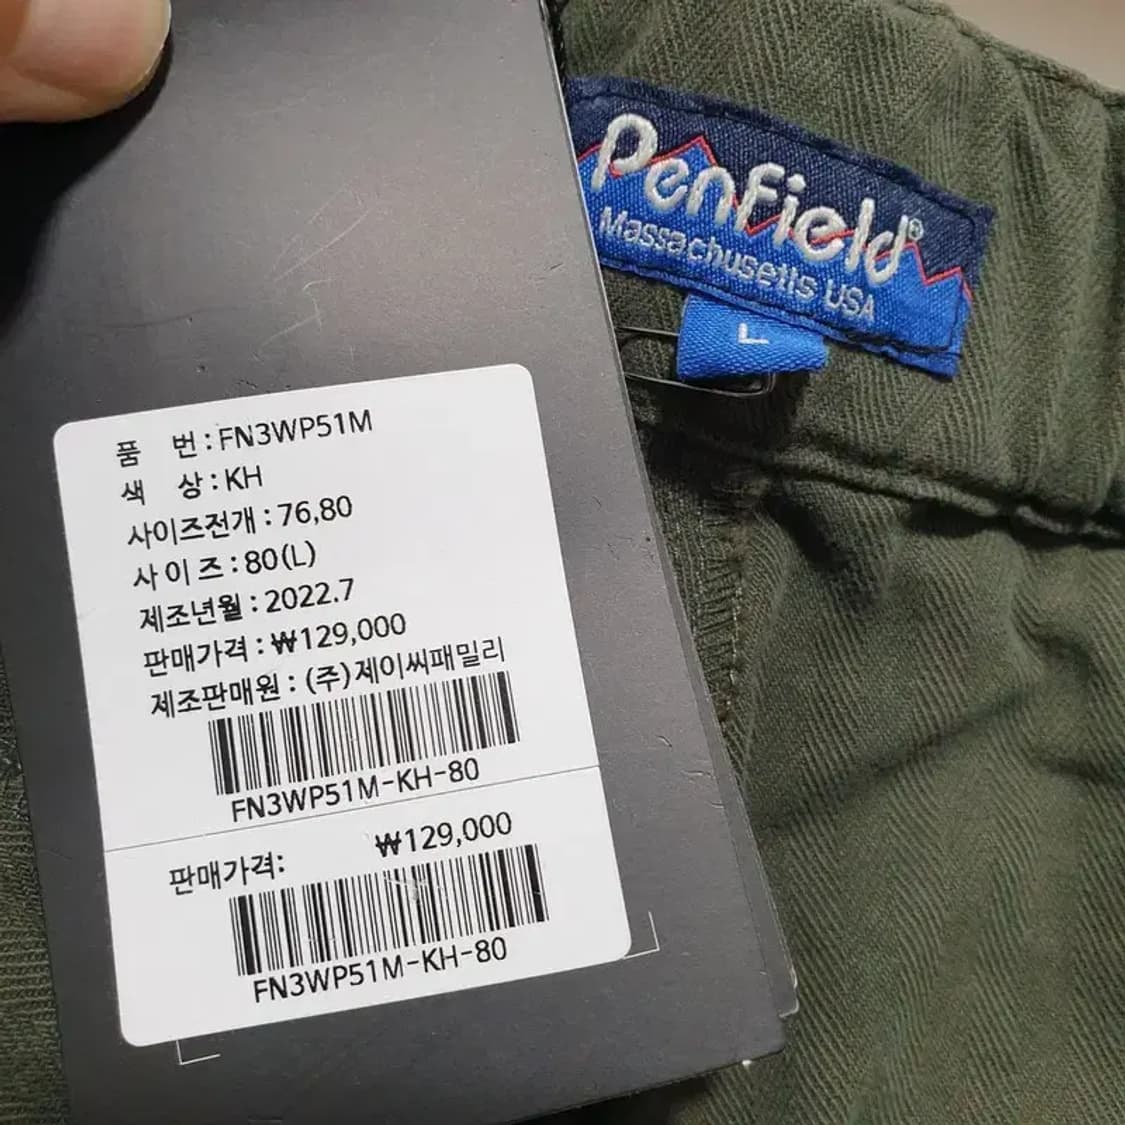 Penfield®
Massachusetts USA
L
품 번 : FN3WP51M
색 상 : KH
사이즈전개 : 76,80
사 이 즈 : 80(L)
제조년월 : 2022.7
판매가격 : ₩129,000
제조판매원 : (주)제이씨패밀리
FN3WP51M-KH-80
판매가격: ₩129,000
FN3WP51M-KH-80